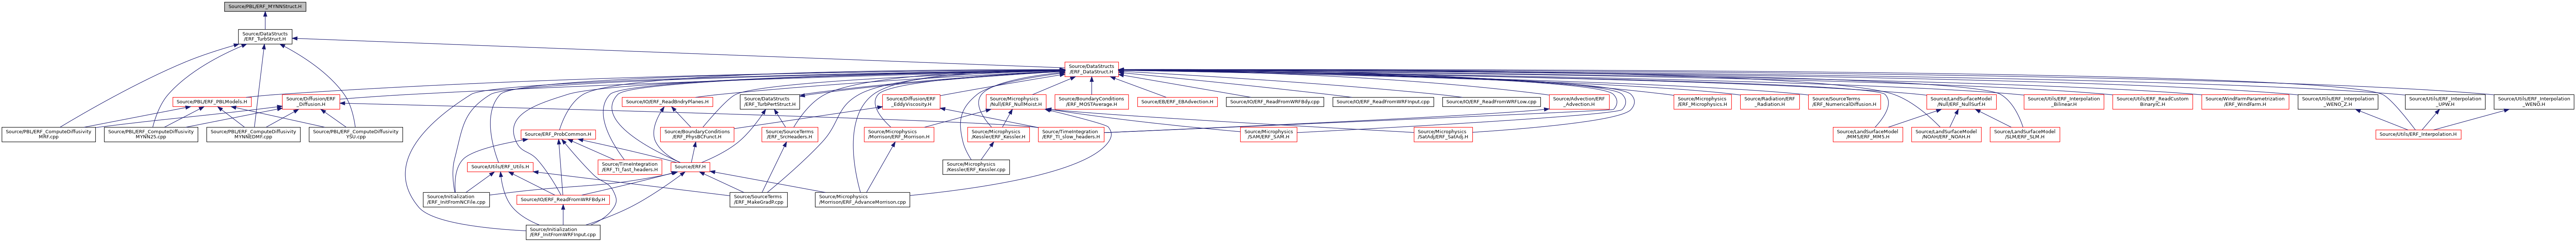 Source/PBL/ERF_MYNNStruct.H
Source/DataStructs
/ERF_TurbStruct.H
Source/DataStructs
/ERF_DataStruct.H
Source/PBL/ERF_PBLModels.H
Source/Diffusion/ERF
_Diffusion.H
Source/IO/ERF_ReadBndryPlanes.H
Source/DataStructs
/ERF_TurbPertStruct.H
Source/Diffusion/ERF
_EddyViscosity.H
Source/Microphysics
/Null/ERF_NullMoist.H
Source/BoundaryConditions
/ERF_MOSTAverage.H
Source/EB/ERF_EBAdvection.H
Source/IO/ERF_ReadFromWRFBdy.cpp
Source/IO/ERF_ReadFromWRFInput.cpp
Source/IO/ERF_ReadFromWRFLow.cpp
Source/Advection/ERF
_Advection.H
Source/Microphysics
/ERF_Microphysics.H
Source/Radiation/ERF
_Radiation.H
Source/SourceTerms
/ERF_NumericalDiffusion.H
Source/LandSurfaceModel
/Null/ERF_NullSurf.H
Source/Utils/ERF_Interpolation
_Bilinear.H
Source/Utils/ERF_ReadCustom
BinaryIC.H
Source/WindFarmParametrization
/ERF_WindFarm.H
Source/Utils/ERF_Interpolation
_WENO_Z.H
Source/Utils/ERF_Interpolation
_UPW.H
Source/Utils/ERF_Interpolation
_WENO.H
Source/PBL/ERF_ComputeDiffusivity
MRF.cpp
Source/PBL/ERF_ComputeDiffusivity
MYNN25.cpp
Source/PBL/ERF_ComputeDiffusivity
MYNNEDMF.cpp
Source/PBL/ERF_ComputeDiffusivity
YSU.cpp
Source/ERF_ProbCommon.H
Source/BoundaryConditions
/ERF_PhysBCFunct.H
Source/SourceTerms
/ERF_SrcHeaders.H
Source/Microphysics
/Morrison/ERF_Morrison.H
Source/Microphysics
/Kessler/ERF_Kessler.H
Source/TimeIntegration
/ERF_TI_slow_headers.H
Source/Microphysics
/SAM/ERF_SAM.H
Source/Microphysics
/SatAdj/ERF_SatAdj.H
Source/LandSurfaceModel
/MM5/ERF_MM5.H
Source/LandSurfaceModel
/NOAH/ERF_NOAH.H
Source/LandSurfaceModel
/SLM/ERF_SLM.H
Source/Utils/ERF_Interpolation.H
Source/Utils/ERF_Utils.H
Source/TimeIntegration
/ERF_TI_fast_headers.H
Source/ERF.H
Source/Microphysics
/Kessler/ERF_Kessler.cpp
Source/Initialization
/ERF_InitFromNCFile.cpp
Source/IO/ERF_ReadFromWRFBdy.H
Source/SourceTerms
/ERF_MakeGradP.cpp
Source/Microphysics
/Morrison/ERF_AdvanceMorrison.cpp
Source/Initialization
/ERF_InitFromWRFInput.cpp